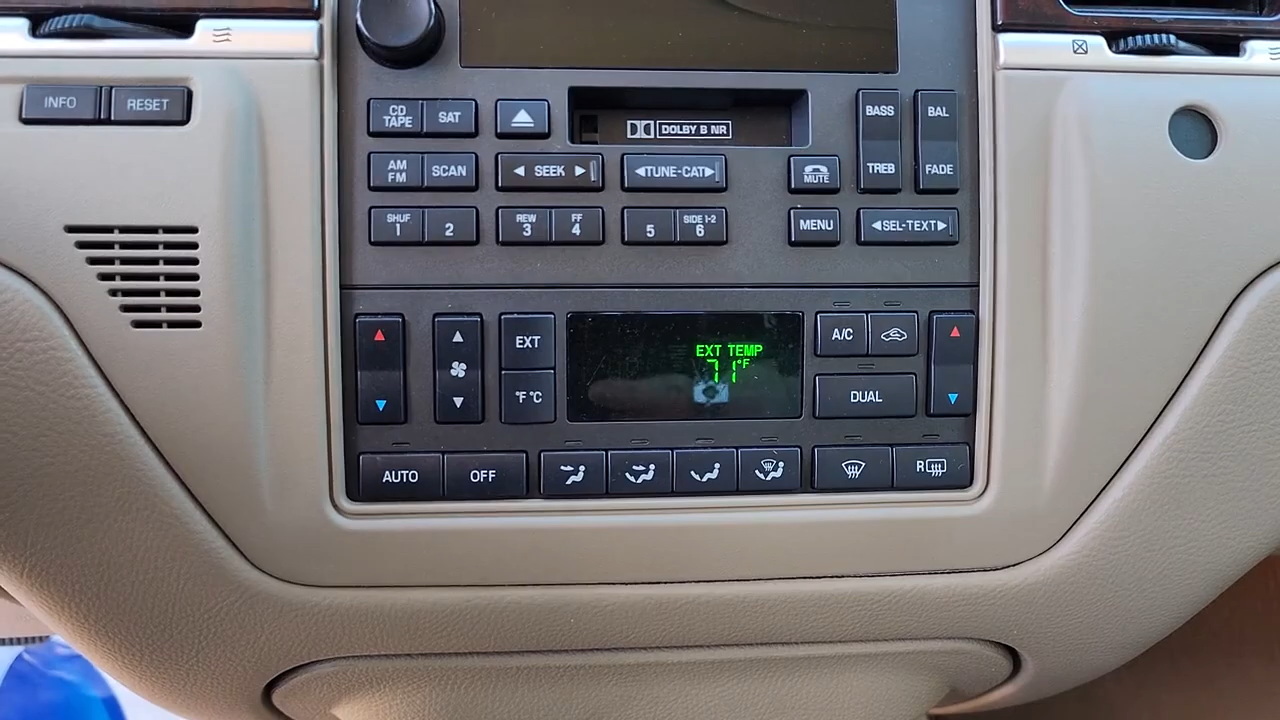 INFO RESET
CD TAPE SAT
DOLBY B NR
BASS BAL
AM FM SCAN
◀ SEEK ▶
◀TUNE-CAT▶
MUTE
TREB FADE
SHUF 1 2
REW 3 FF 4
5 SIDE 1-2 6
MENU
◀SEL-TEXT▶
EXT
EXT TEMP
71°F
A/C
°F °C
DUAL
AUTO OFF
R